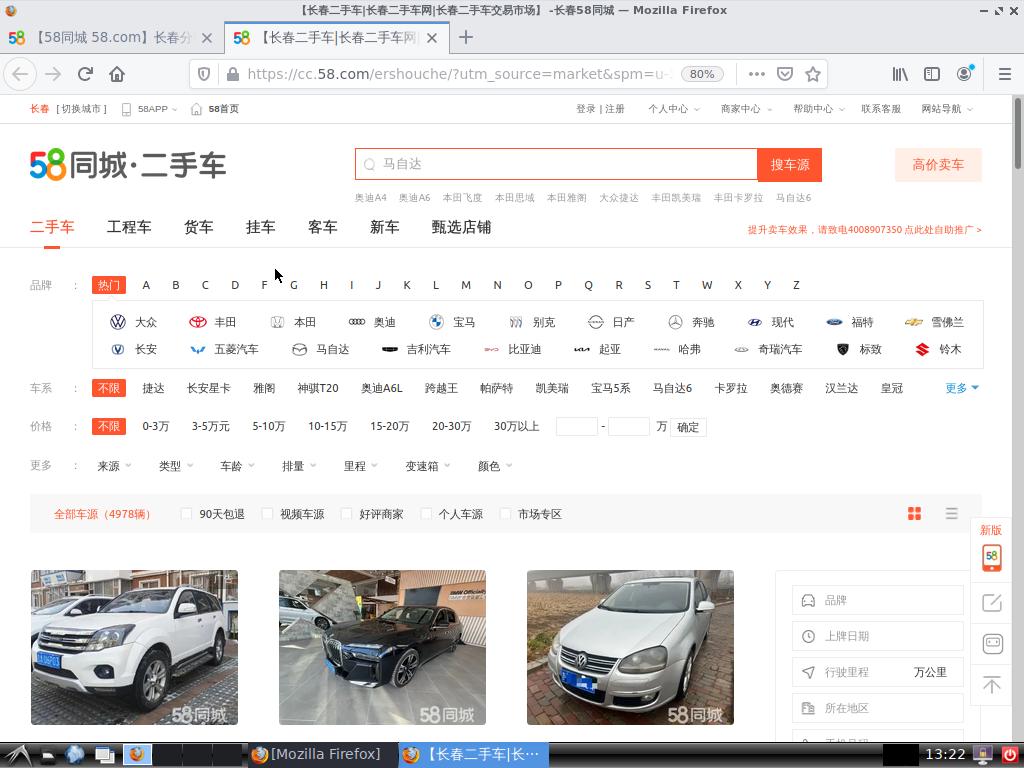 【长春二手车|长春二手车网|长春二手车交易市场】 -长春58同城 — Mozilla Firefox
【58同城 58.com】长春分
【长春二手车|长春二手车网|
https://cc.58.com/ershouche/?utm_source=market&spm=u-
80%
长春 [ 切换城市 ] 58APP 58首页 登录 | 注册 个人中心 商家中心 帮助中心 联系客服 网站导航
58同城·二手车
马自达
搜车源
高价卖车
奥迪A4 奥迪A6 本田飞度 本田思域 本田雅阁 大众捷达 丰田凯美瑞 丰田卡罗拉 马自达6
二手车 工程车 货车 挂车 客车 新车 甄选店铺
提升卖车效果，请致电4008907350 点此处自助推广 >
品牌 : 热门 A B C D F G H I J K L M N O P Q R S T W X Y Z
大众 丰田 本田 奥迪 宝马 别克 日产 奔驰 现代 福特 雪佛兰
长安 五菱汽车 马自达 吉利汽车 比亚迪 起亚 哈弗 奇瑞汽车 标致 铃木
车系 : 不限 捷达 长安星卡 雅阁 神骐T20 奥迪A6L 跨越王 帕萨特 凯美瑞 宝马5系 马自达6 卡罗拉 奥德赛 汉兰达 皇冠 更多
价格 : 不限 0-3万 3-5万元 5-10万 10-15万 15-20万 20-30万 30万以上 - 万 确定
更多 : 来源 类型 车龄 排量 里程 变速箱 颜色
全部车源（4978辆） 90天包退 视频车源 好评商家 个人车源 市场专区
新版
58
品牌
上牌日期
行驶里程 万公里
所在地区
58同城
58同城
58同城
[Mozilla Firefox]
【长春二手车|长···
13:22